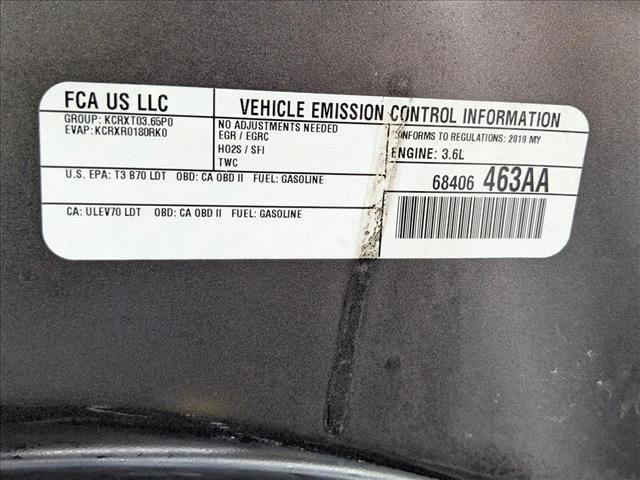 FCA US LLC
GROUP: KCRXT03.65P0
EVAP: KCRXR0180RK0
VEHICLE EMISSION CONTROL INFORMATION
NO ADJUSTMENTS NEEDED
EGR / EGRC
HO2S / SFI
TWC
CONFORMS TO REGULATIONS: 2019 MY
ENGINE: 3.6L
U.S. EPA: T3 B70 LDT OBD: CA OBD II FUEL: GASOLINE
68406 463AA
CA: ULEV70 LDT OBD: CA OBD II FUEL: GASOLINE